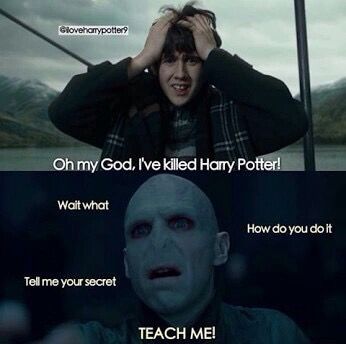 @iloveharrypotter9
Oh my God, I've killed Harry Potter!
Wait what
How do you do it
Tell me your secret
TEACH ME!